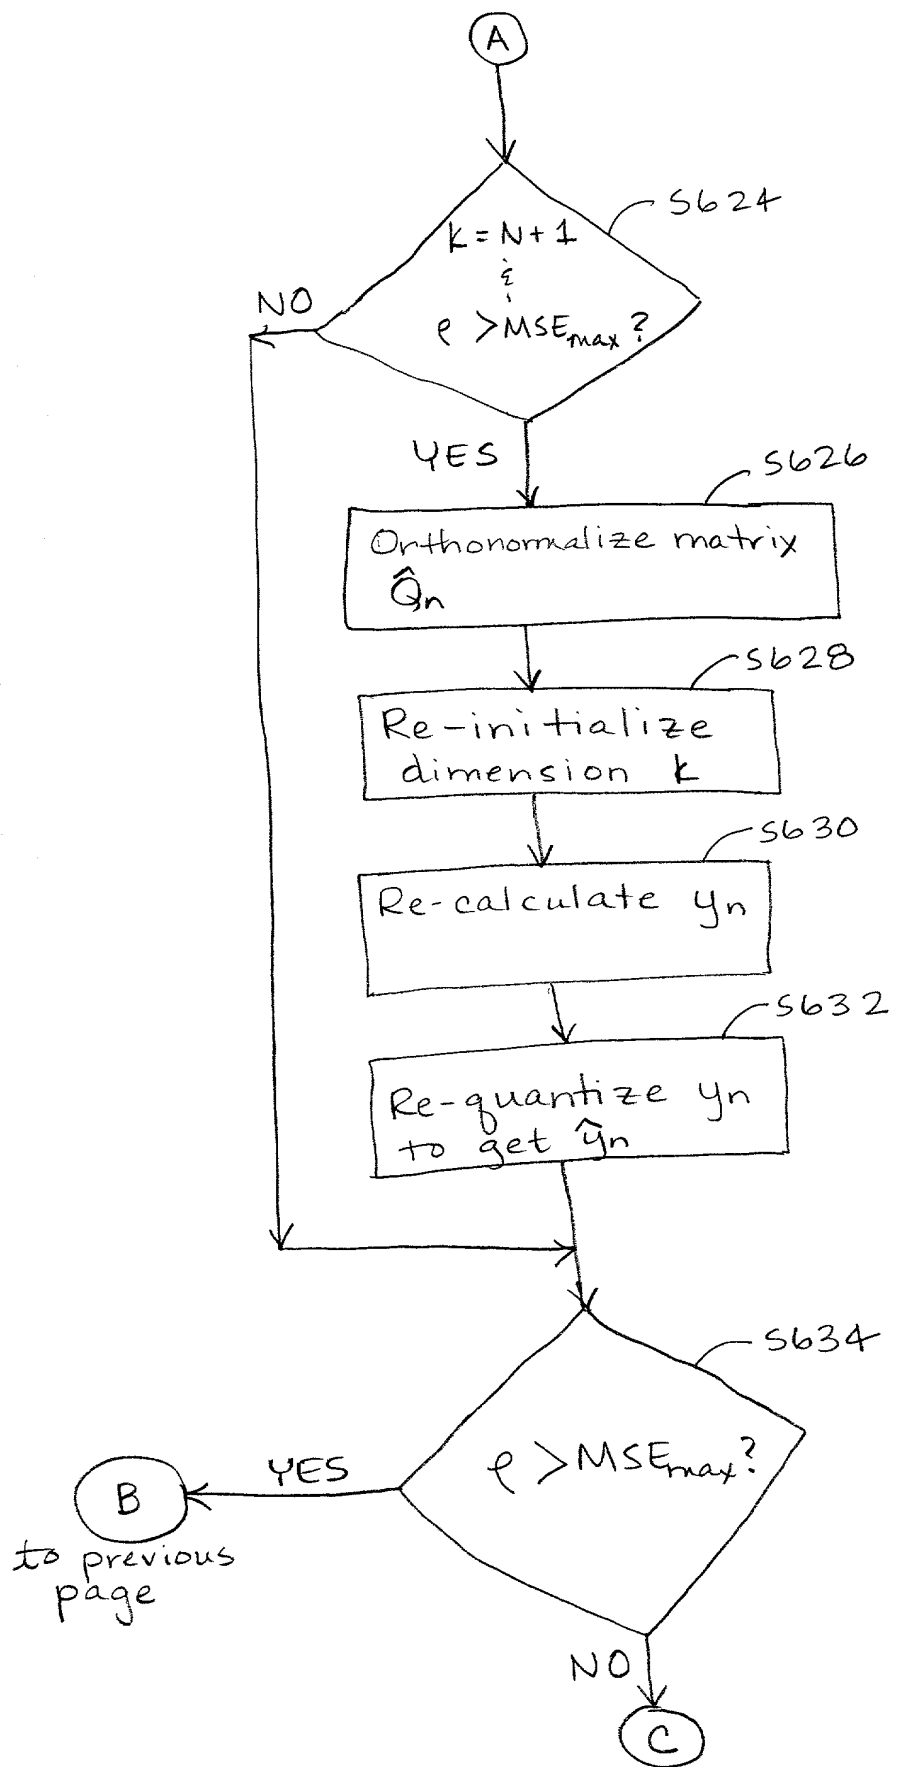 A
S624
k = N + 1
&
ρ > MSEmax ?
NO
YES
S626
Orthonormalize matrix
Q̂n
S628
Re-initialize
dimension k
S630
Re-calculate yn
S632
Re-quantize yn
to get ŷn
S634
ρ > MSEmax ?
YES
B
to previous
page
NO
C